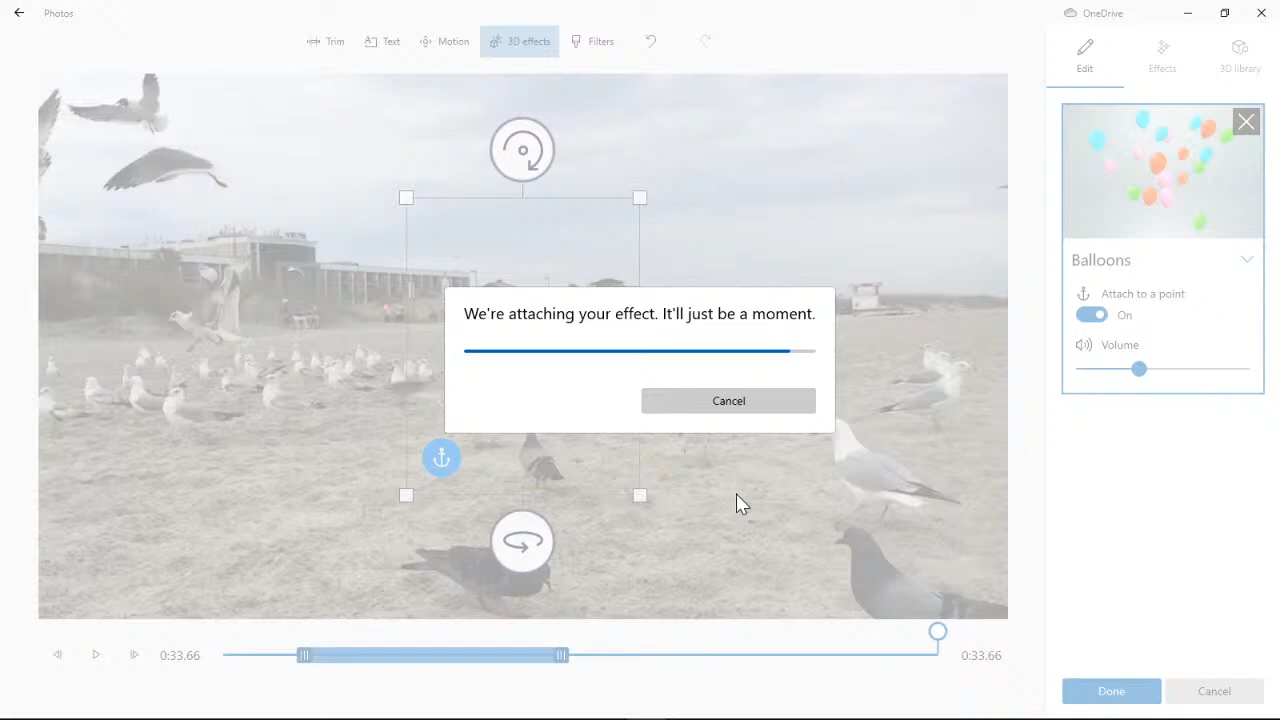 Photos
OneDrive
Trim
Text
Motion
3D effects
Filters
Edit
Effects
3D library
Balloons
Attach to a point
On
Volume
We're attaching your effect. It'll just be a moment.
Cancel
0:33.66
0:33.66
Done
Cancel